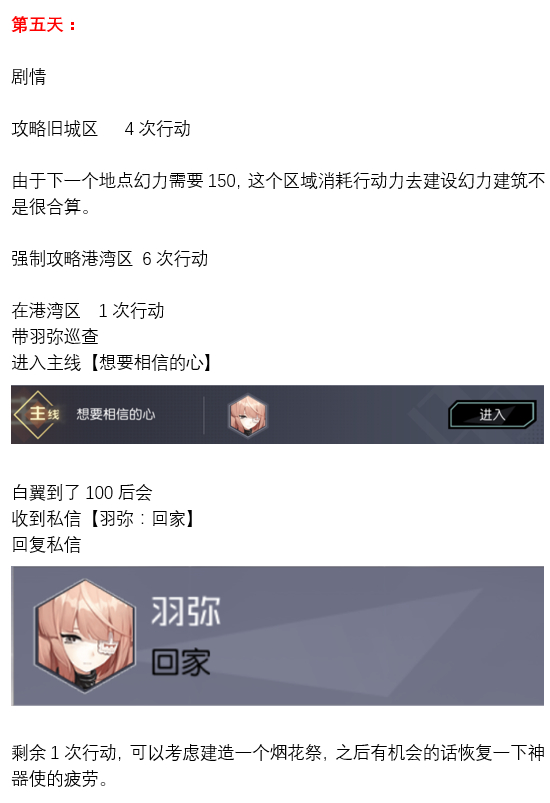 第五天：
剧情
攻略旧城区 4 次行动
由于下一个地点幻力需要 150，这个区域消耗行动力去建设幻力建筑不
是很合算。
强制攻略港湾区 6 次行动
在港湾区 1 次行动
带羽弥巡查
进入主线【想要相信的心】
主线 想要相信的心 进入
白翼到了 100 后会
收到私信【羽弥：回家】
回复私信
羽弥
回家
剩余 1 次行动，可以考虑建造一个烟花祭，之后有机会的话恢复一下神
器使的疲劳。